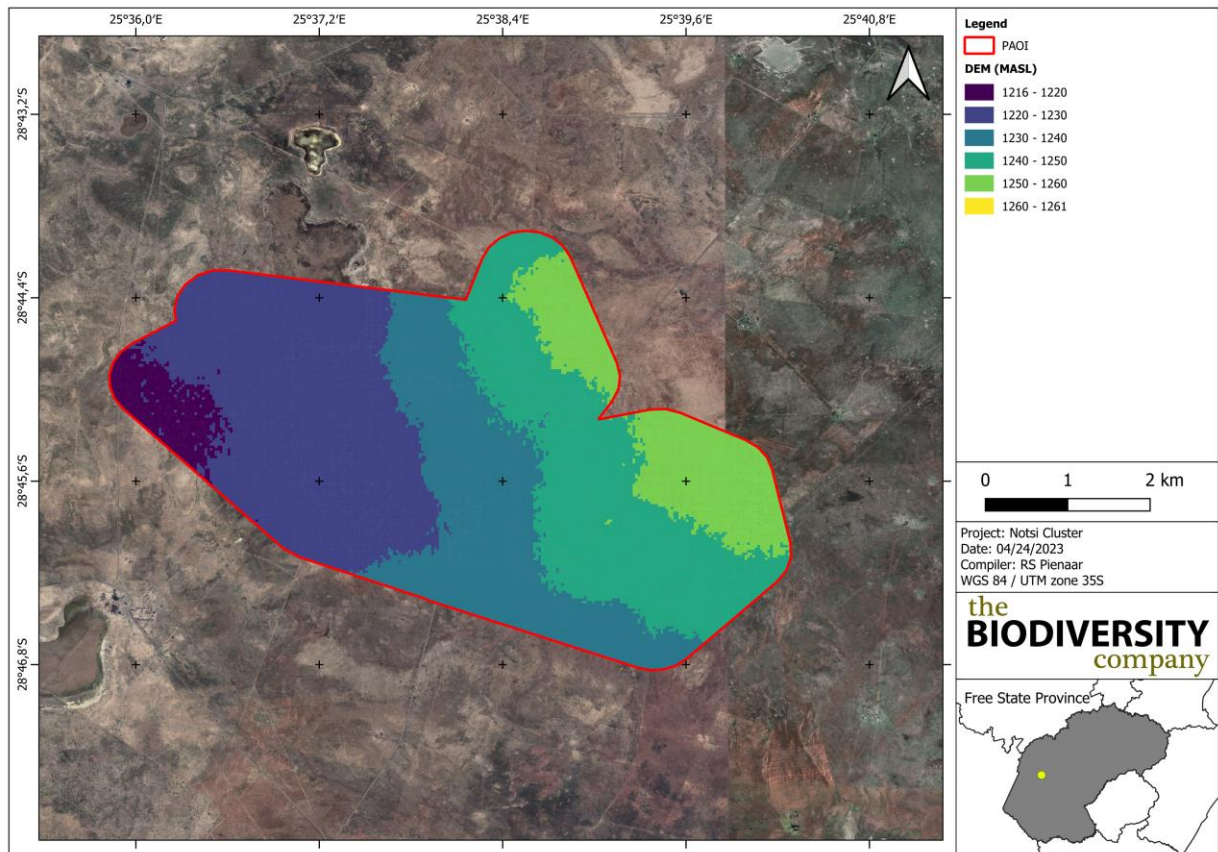 25°36,0′E 25°37,2′E 25°38,4′E 25°39,6′E 25°40,8′E
28°43,2′S
28°44,4′S
28°45,6′S
28°46,8′S
Legend
PAOI
DEM (MASL)
1216 - 1220
1220 - 1230
1230 - 1240
1240 - 1250
1250 - 1260
1260 - 1261
0 1 2 km
Project: Notsi Cluster
Date: 04/24/2023
Compiler: RS Pienaar
WGS 84 / UTM zone 35S
the
BIODIVERSITY
company
Free State Province